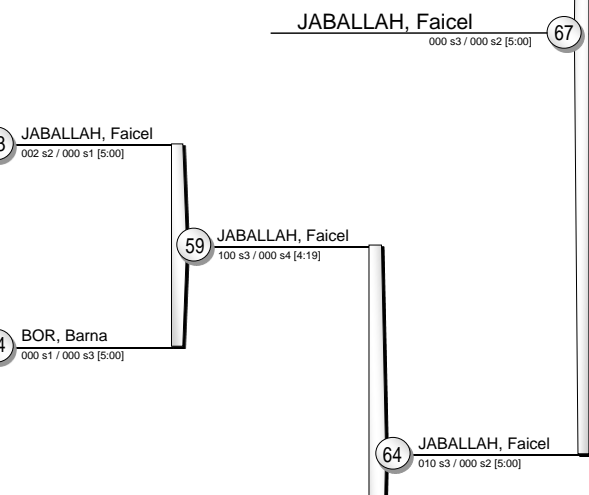 JABALLAH, Faicel
000 s3 / 000 s2 [5:00]
67
JABALLAH, Faicel
002 s2 / 000 s1 [5:00]
59
JABALLAH, Faicel
100 s3 / 000 s4 [4:19]
BOR, Barna
000 s1 / 000 s3 [5:00]
64
JABALLAH, Faicel
010 s3 / 000 s2 [5:00]